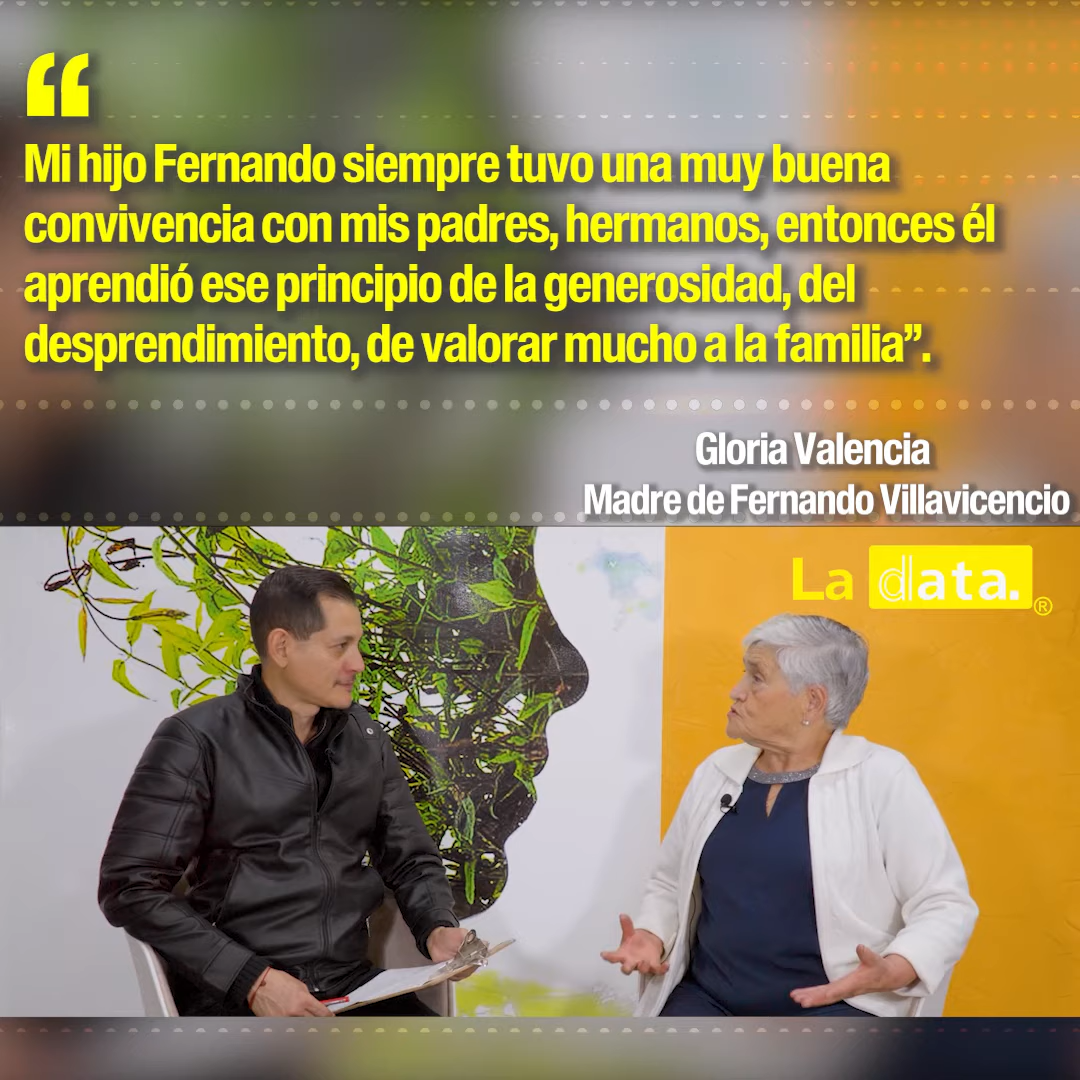 “
Mi hijo Fernando siempre tuvo una muy buena
convivencia con mis padres, hermanos, entonces él
aprendió ese principio de la generosidad, del
desprendimiento, de valorar mucho a la familia”.
Gloria Valencia
Madre de Fernando Villavicencio
La data.®